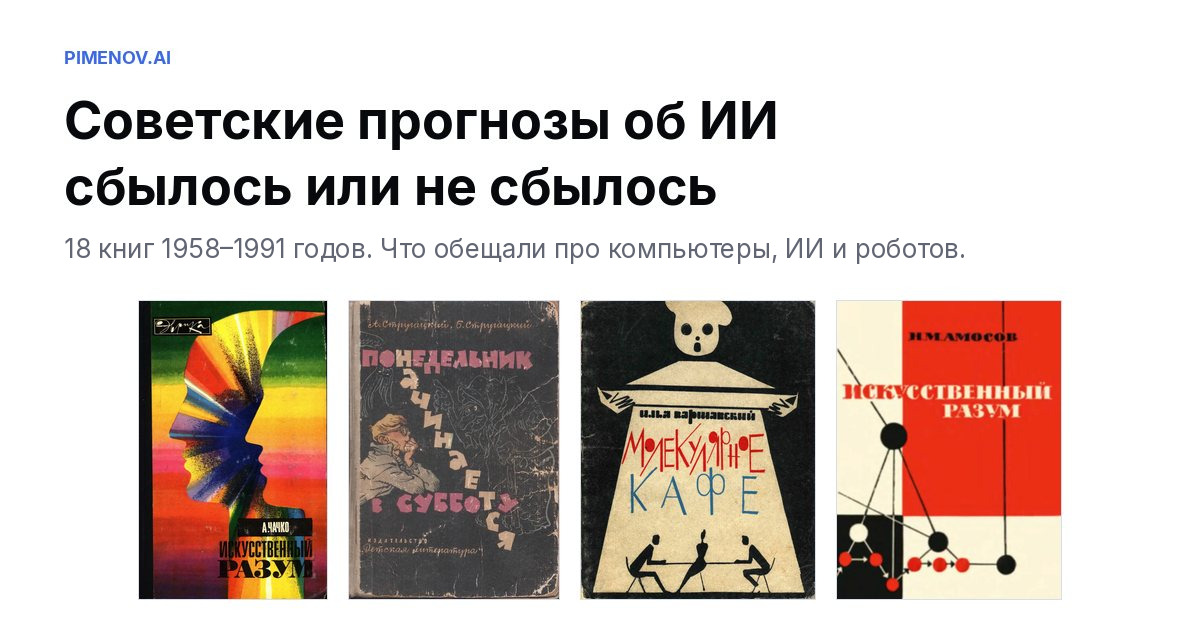 PIMENOV.AI
Советские прогнозы об ИИ
сбылось или не сбылось
18 книг 1958–1991 годов. Что обещали про компьютеры, ИИ и роботов.
эврика
А.ЧАЧКО
ИСКУССТВЕННЫЙ
РАЗУМ
А.Стругацкий, Б.Стругацкий
ПОНЕДЕЛЬНИК
начинается
в СУББОТУ
ИЗДАТЕЛЬСТВО
"Детская литература"
илья варшавский
МОЛЕКУЛЯРНОЕ
КАФЕ
Н.М.АМОСОВ
ИСКУССТВЕННЫЙ
РАЗУМ